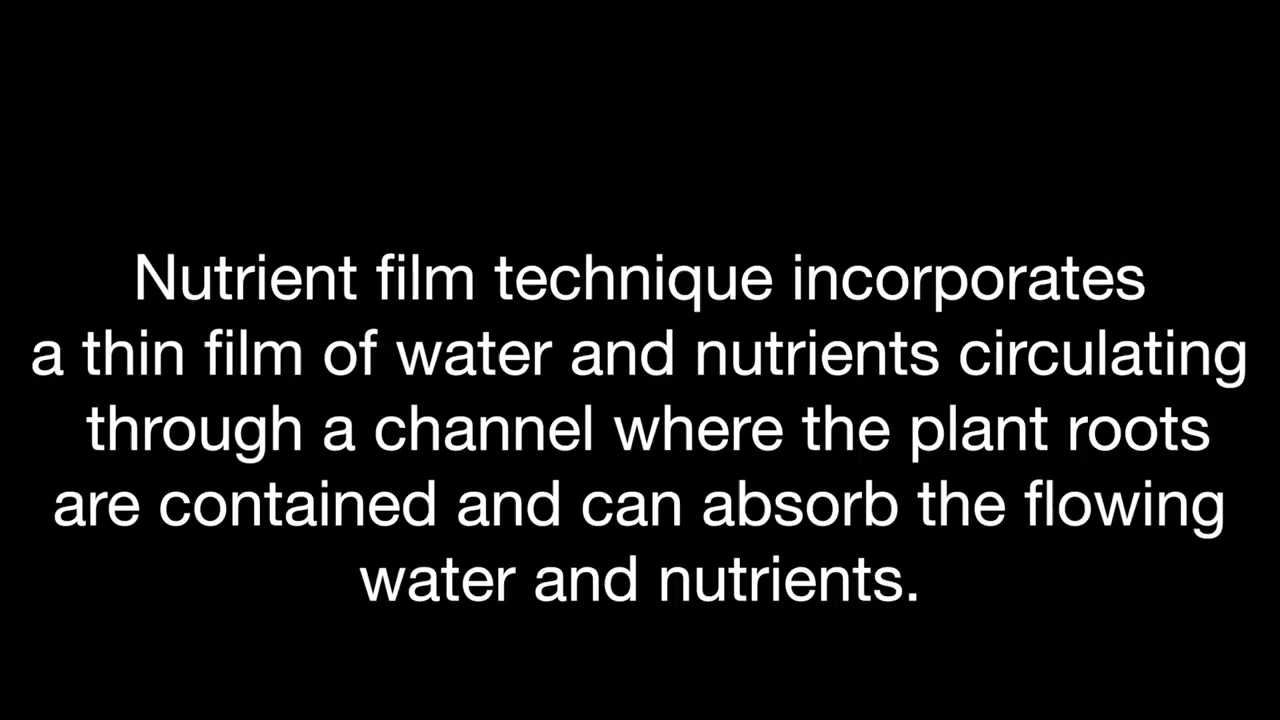 Nutrient film technique incorporates
a thin film of water and nutrients circulating
through a channel where the plant roots
are contained and can absorb the flowing
water and nutrients.